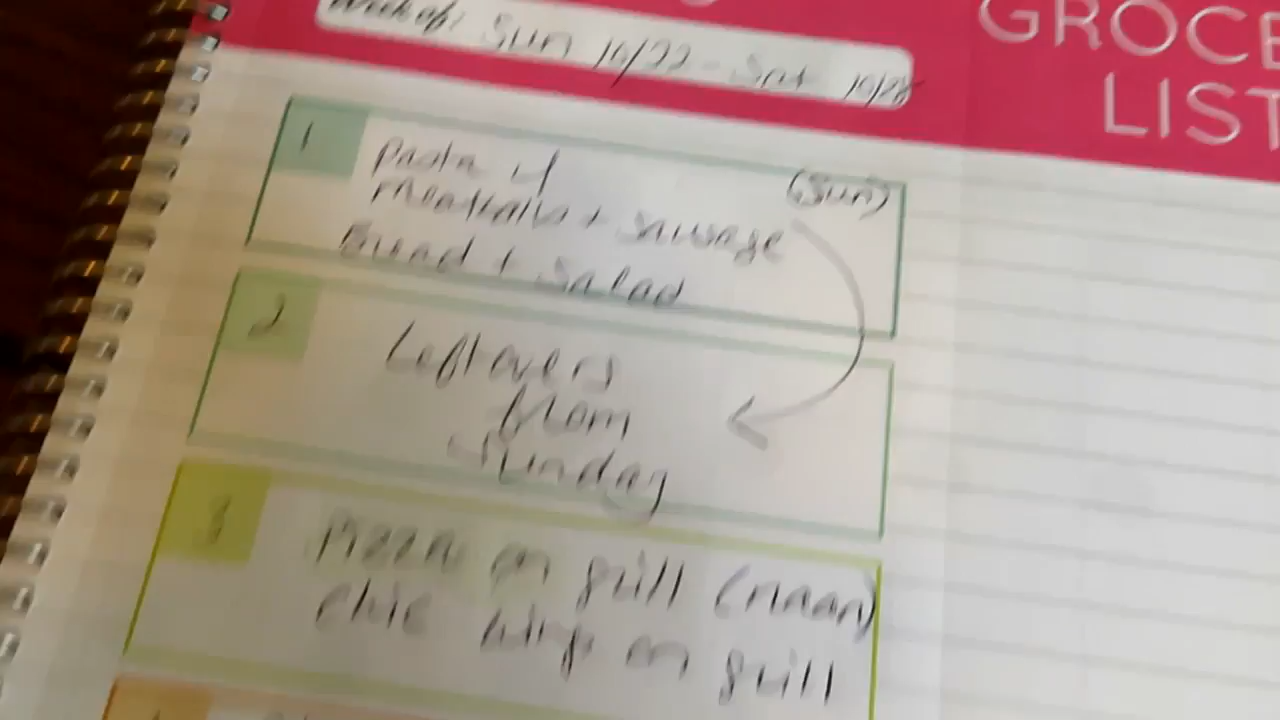 Week of: Sun 10/22 - Sat 10/28
GROCE
LIST
1
Pasta w/
(Sun)
meatballs + sausage
Bread + Salad
2
Leftovers
from
Sunday
3
Pizza on grill (naan)
chic wings on grill